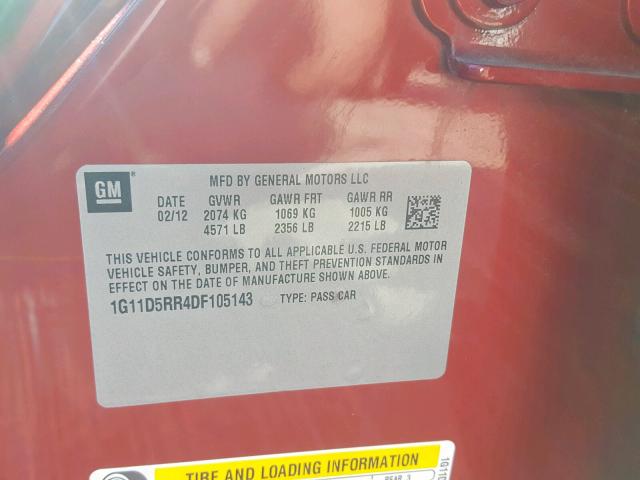 GM®
MFD BY GENERAL MOTORS LLC
DATE GVWR GAWR FRT GAWR RR
02/12 2074 KG 1069 KG 1005 KG
4571 LB 2356 LB 2215 LB
THIS VEHICLE CONFORMS TO ALL APPLICABLE U.S. FEDERAL MOTOR
VEHICLE SAFETY, BUMPER, AND THEFT PREVENTION STANDARDS IN
EFFECT ON THE DATE OF MANUFACTURE SHOWN ABOVE.
1G11D5RR4DF105143 TYPE: PASS CAR
TIRE AND LOADING INFORMATION
REAR 3
1G11D